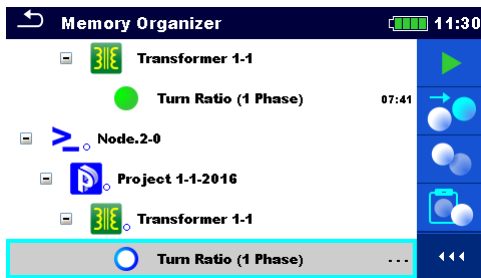 Memory Organizer 11:30
Transformer 1-1
Turn Ratio (1 Phase) 07:41
Node.2-0
Project 1-1-2016
Transformer 1-1
Turn Ratio (1 Phase) ---